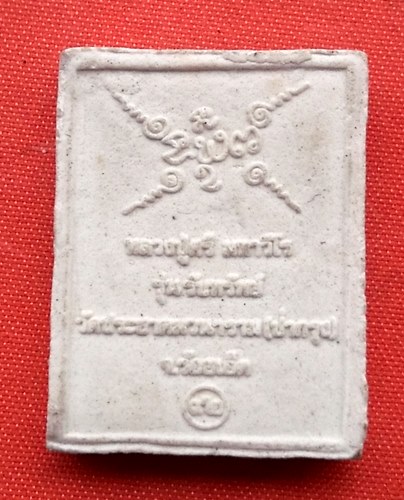 หลวงปู่ศรี มหาวีโร
รุ่นรับทรัพย์
วัดประชาคมวนาราม (ป่ากุง)
จ.ร้อยเอ็ด